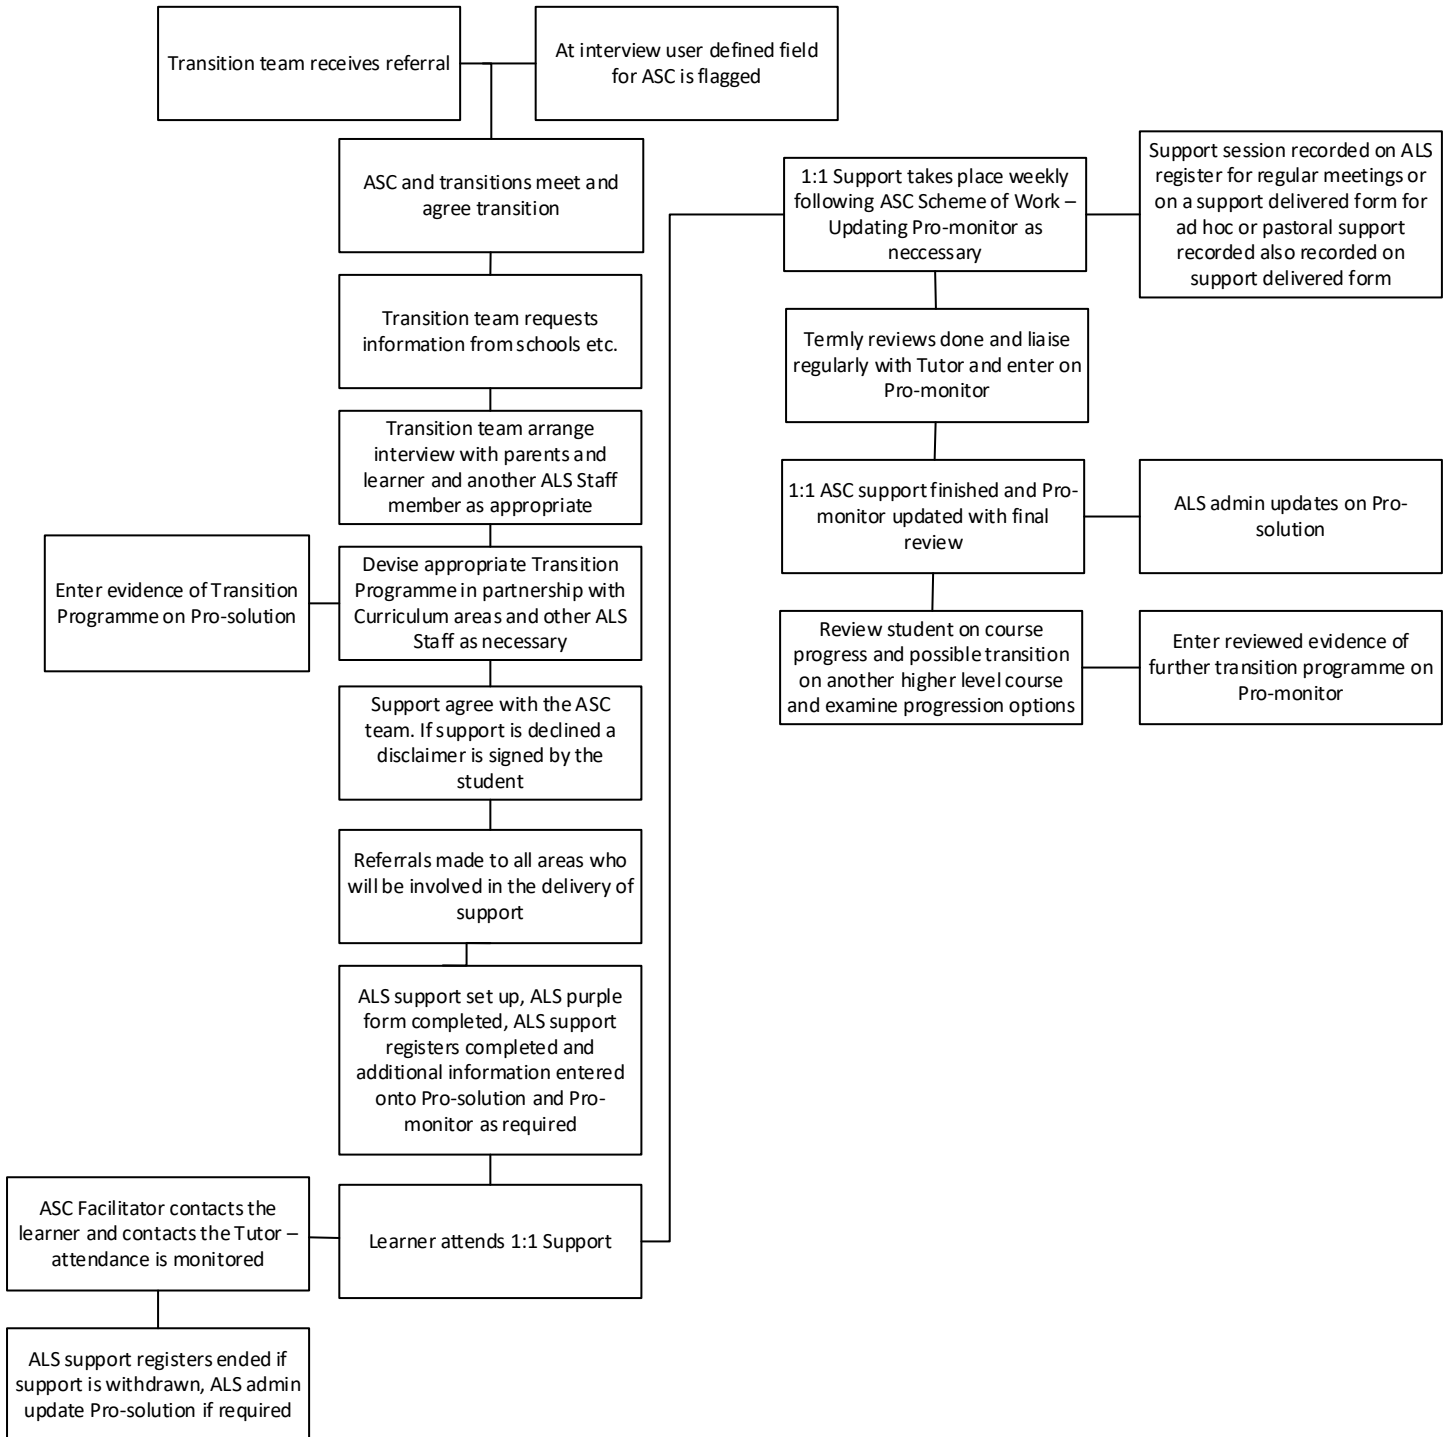 Transition team receives referral
At interview user defined field
for ASC is flagged
ASC and transitions meet and
agree transition
Transition team requests
information from schools etc.
Transition team arrange
interview with parents and
learner and another ALS Staff
member as appropriate
Enter evidence of Transition
Programme on Pro-solution
Devise appropriate Transition
Programme in partnership with
Curriculum areas and other ALS
Staff as necessary
Support agree with the ASC
team. If support is declined a
disclaimer is signed by the
student
Referrals made to all areas who
will be involved in the delivery of
support
ALS support set up, ALS purple
form completed, ALS support
registers completed and
additional information entered
onto Pro-solution and Pro-
monitor as required
ASC Facilitator contacts the
learner and contacts the Tutor –
attendance is monitored
Learner attends 1:1 Support
ALS support registers ended if
support is withdrawn, ALS admin
update Pro-solution if required
1:1 Support takes place weekly
following ASC Scheme of Work –
Updating Pro-monitor as
neccessary
Support session recorded on ALS
register for regular meetings or
on a support delivered form for
ad hoc or pastoral support
recorded also recorded on
support delivered form
Termly reviews done and liaise
regularly with Tutor and enter on
Pro-monitor
1:1 ASC support finished and Pro-
monitor updated with final
review
ALS admin updates on Pro-
solution
Review student on course
progress and possible transition
on another higher level course
and examine progression options
Enter reviewed evidence of
further transition programme on
Pro-monitor